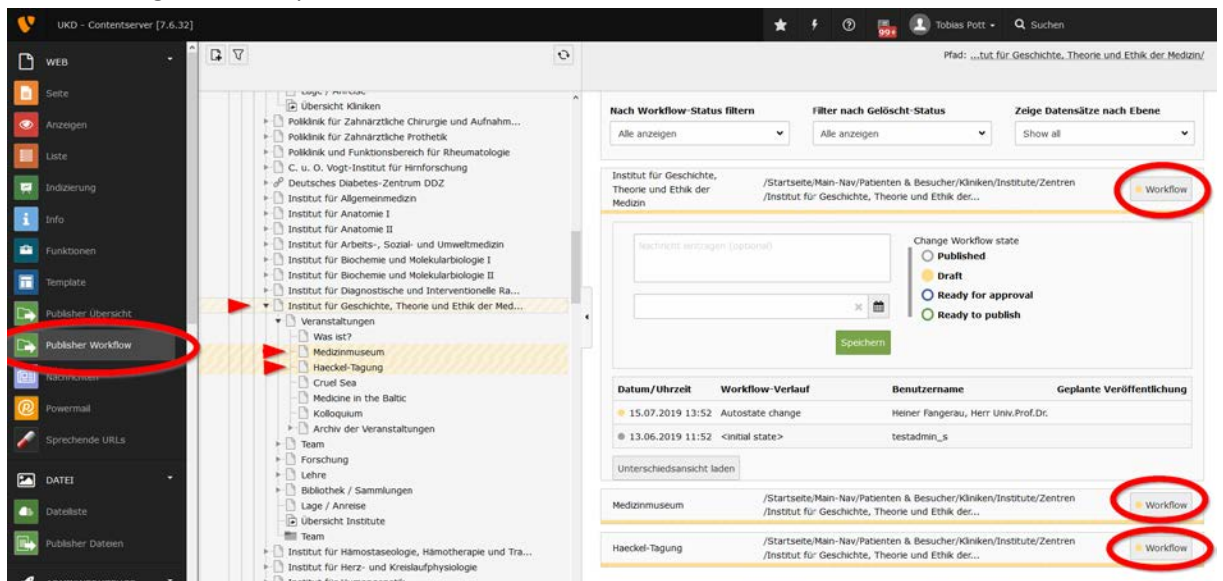 UKD - Contentserver [7.6.32]
99+
Tobias Pott
Suchen
WEB
Seite
Anzeigen
Liste
Indizierung
Info
Funktionen
Template
Publisher Übersicht
Publisher Workflow
Nachrichten
Powermail
Sprechende URLs
DATEI
Dateiliste
Publisher Dateien
Lage / Anreise
Übersicht Kliniken
Poliklinik für Zahnärztliche Chirurgie und Aufnahm...
Poliklinik für Zahnärztliche Prothetik
Poliklinik und Funktionsbereich für Rheumatologie
C. u. O. Vogt-Institut für Hirnforschung
Deutsches Diabetes-Zentrum DDZ
Institut für Allgemeinmedizin
Institut für Anatomie I
Institut für Anatomie II
Institut für Arbeits-, Sozial- und Umweltmedizin
Institut für Biochemie und Molekularbiologie I
Institut für Biochemie und Molekularbiologie II
Institut für Diagnostische und Interventionelle Ra...
Institut für Geschichte, Theorie und Ethik der Med...
Veranstaltungen
Was ist?
Medizinmuseum
Haeckel-Tagung
Cruel Sea
Medicine in the Baltic
Kolloquium
Archiv der Veranstaltungen
Team
Forschung
Lehre
Bibliothek / Sammlungen
Lage / Anreise
Übersicht Institute
Team
Institut für Hämostaseologie, Hämotherapie und Tra...
Institut für Herz- und Kreislaufphysiologie
Pfad: ...tut für Geschichte, Theorie und Ethik der Medizin/
Nach Workflow-Status filtern
Filter nach Gelöscht-Status
Zeige Datensätze nach Ebene
Alle anzeigen
Alle anzeigen
Show all
Institut für Geschichte,
Theorie und Ethik der
Medizin
/Startseite/Main-Nav/Patienten & Besucher/Kliniken/Institute/Zentren
/Institut für Geschichte, Theorie und Ethik der...
Workflow
Nachricht eintragen (optional)
Change Workflow state
Published
Draft
Ready for approval
Ready to publish
Speichern
Datum/Uhrzeit Workflow-Verlauf Benutzername Geplante Veröffentlichung
15.07.2019 13:52 Autostate change Heiner Fangerau, Herr Univ.Prof.Dr.
13.06.2019 11:52 <initial state> testadmin_s
Unterschiedsansicht laden
Medizinmuseum
/Startseite/Main-Nav/Patienten & Besucher/Kliniken/Institute/Zentren
/Institut für Geschichte, Theorie und Ethik der...
Workflow
Haeckel-Tagung
/Startseite/Main-Nav/Patienten & Besucher/Kliniken/Institute/Zentren
/Institut für Geschichte, Theorie und Ethik der...
Workflow